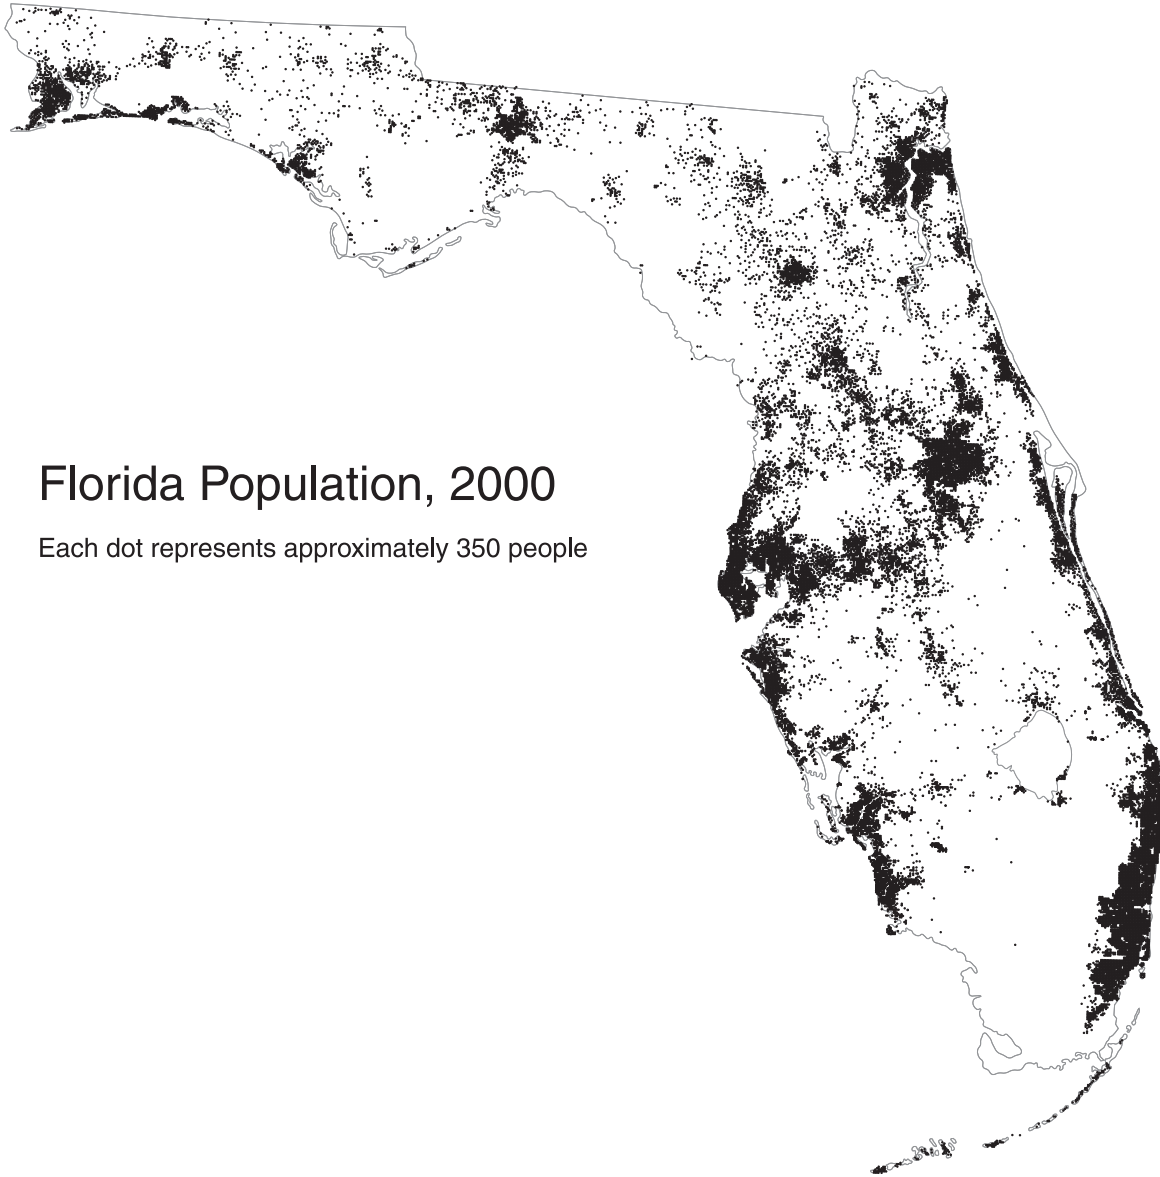 Florida Population, 2000
Each dot represents approximately 350 people